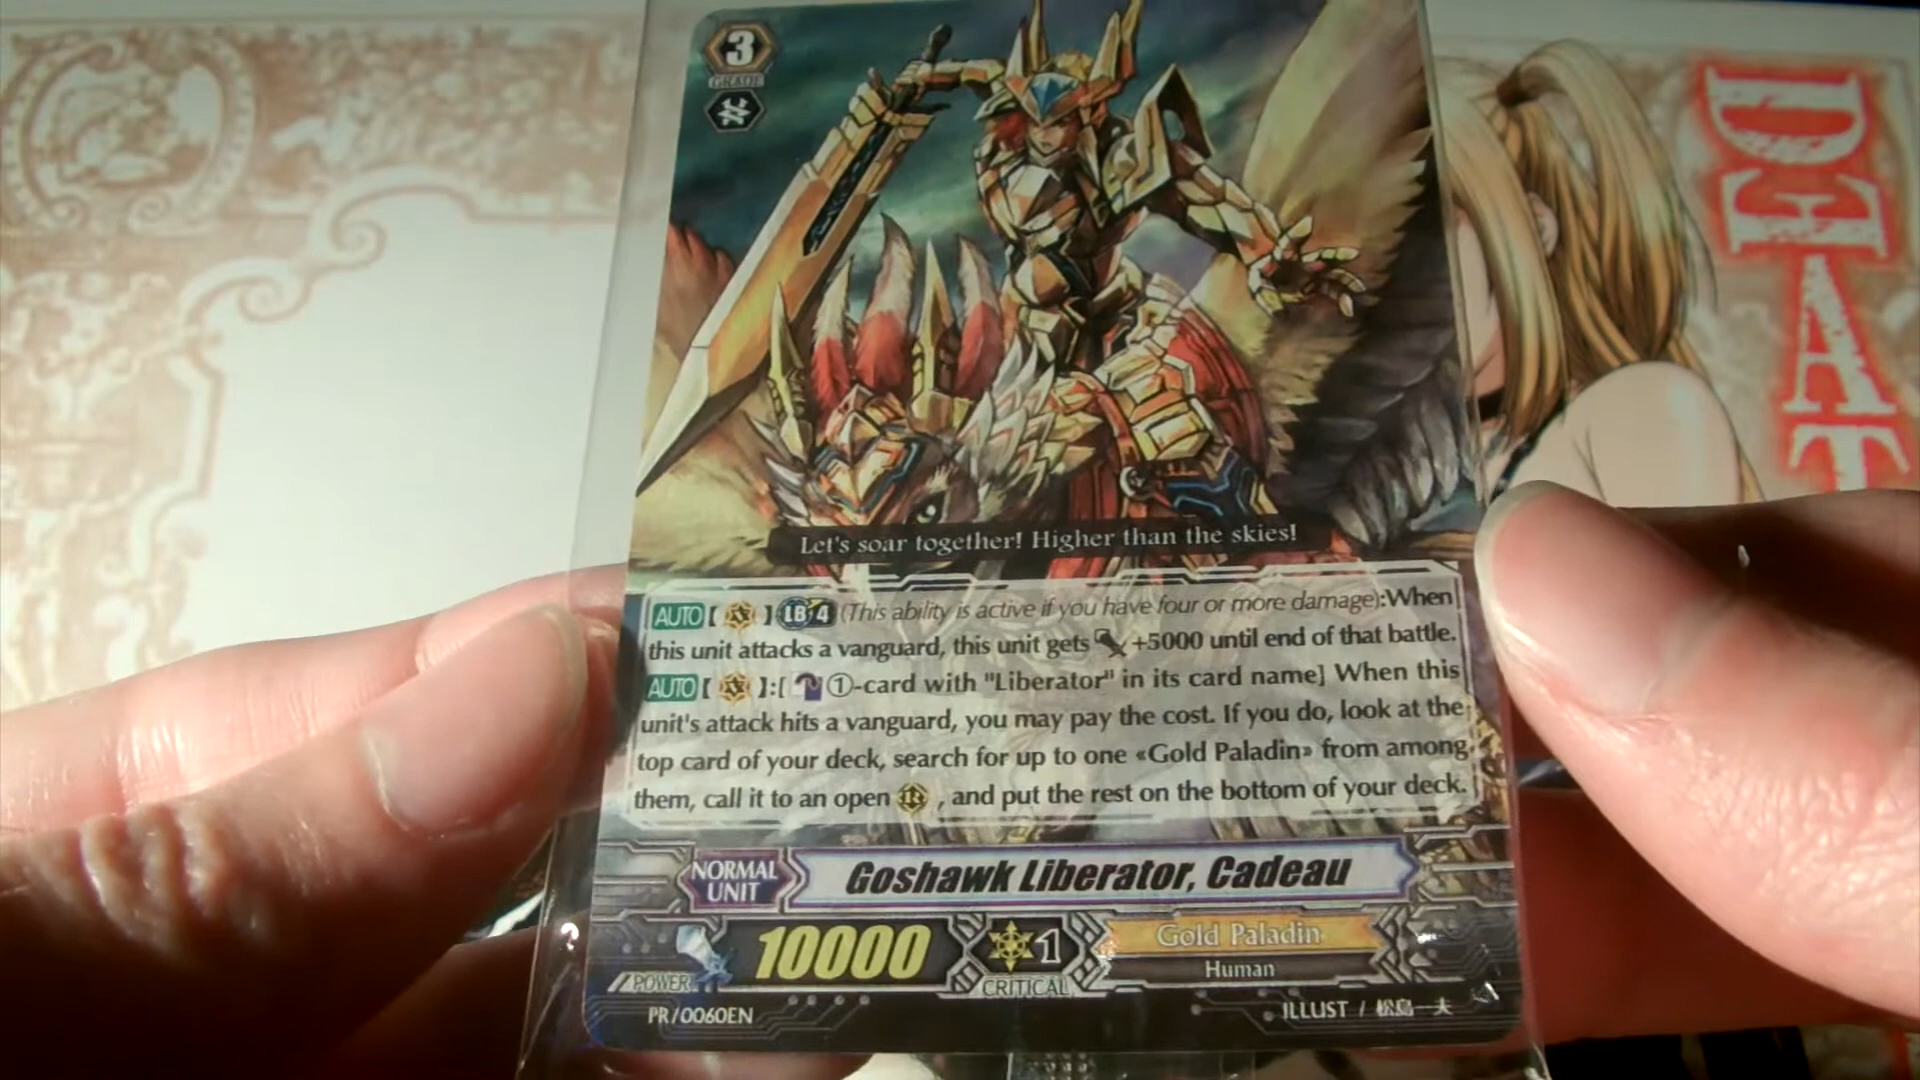 3
GRADE
DEAT
Let's soar together! Higher than the skies!
AUTO【 】LB4(This ability is active if you have four or more damage):When
this unit attacks a vanguard, this unit gets +5000 until end of that battle.
AUTO【 】:[ ①-card with "Liberator" in its card name] When this
unit's attack hits a vanguard, you may pay the cost. If you do, look at the
top card of your deck, search for up to one «Gold Paladin» from among
them, call it to an open , and put the rest on the bottom of your deck.
NORMAL
UNIT
Goshawk Liberator, Cadeau
POWER 10000 1 CRITICAL
Gold Paladin
Human
PR/0060EN
ILLUST / 松島一夫